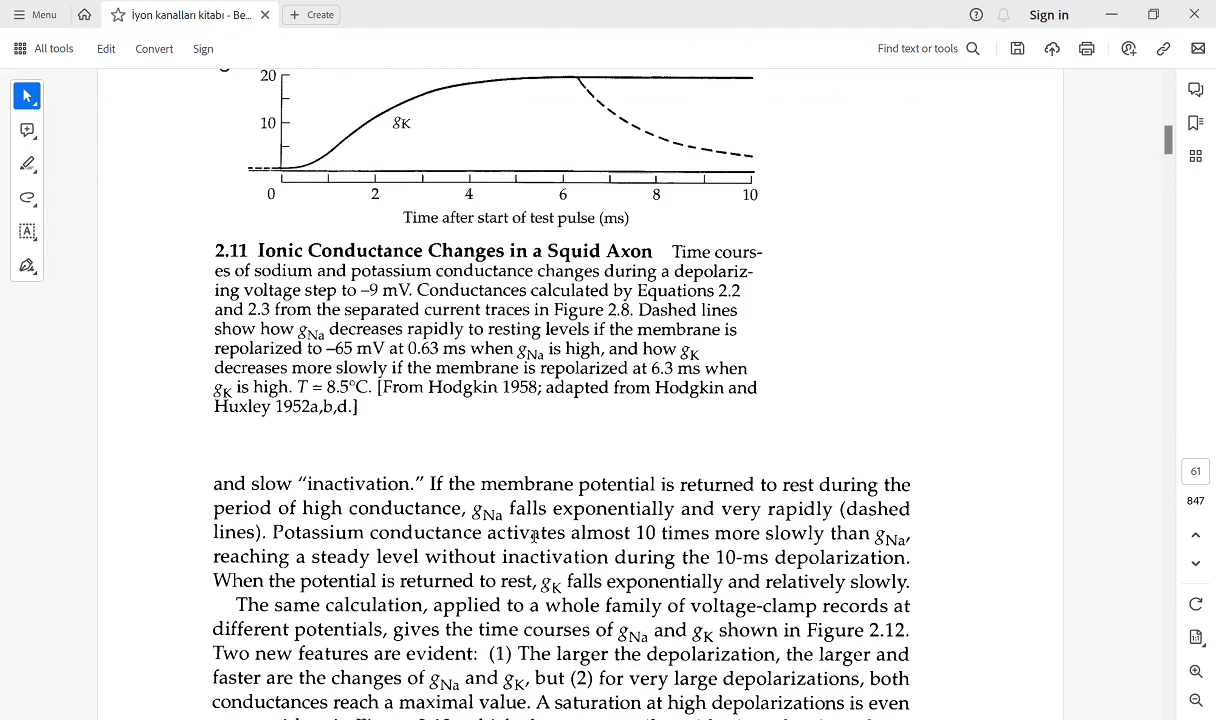 Menu
İyon kanalları kitabı - Be...
Create
Sign in
All tools Edit Convert Sign
Find text or tools
20
10
gK
0 2 4 6 8 10
Time after start of test pulse (ms)
2.11 Ionic Conductance Changes in a Squid Axon Time cours-
es of sodium and potassium conductance changes during a depolariz-
ing voltage step to –9 mV. Conductances calculated by Equations 2.2
and 2.3 from the separated current traces in Figure 2.8. Dashed lines
show how gNa decreases rapidly to resting levels if the membrane is
repolarized to –65 mV at 0.63 ms when gNa is high, and how gK
decreases more slowly if the membrane is repolarized at 6.3 ms when
gK is high. T = 8.5°C. [From Hodgkin 1958; adapted from Hodgkin and
Huxley 1952a,b,d.]
and slow “inactivation.” If the membrane potential is returned to rest during the
period of high conductance, gNa falls exponentially and very rapidly (dashed
lines). Potassium conductance activates almost 10 times more slowly than gNa,
reaching a steady level without inactivation during the 10-ms depolarization.
When the potential is returned to rest, gK falls exponentially and relatively slowly.
The same calculation, applied to a whole family of voltage-clamp records at
different potentials, gives the time courses of gNa and gK shown in Figure 2.12.
Two new features are evident: (1) The larger the depolarization, the larger and
faster are the changes of gNa and gK, but (2) for very large depolarizations, both
conductances reach a maximal value. A saturation at high depolarizations is even
61
847